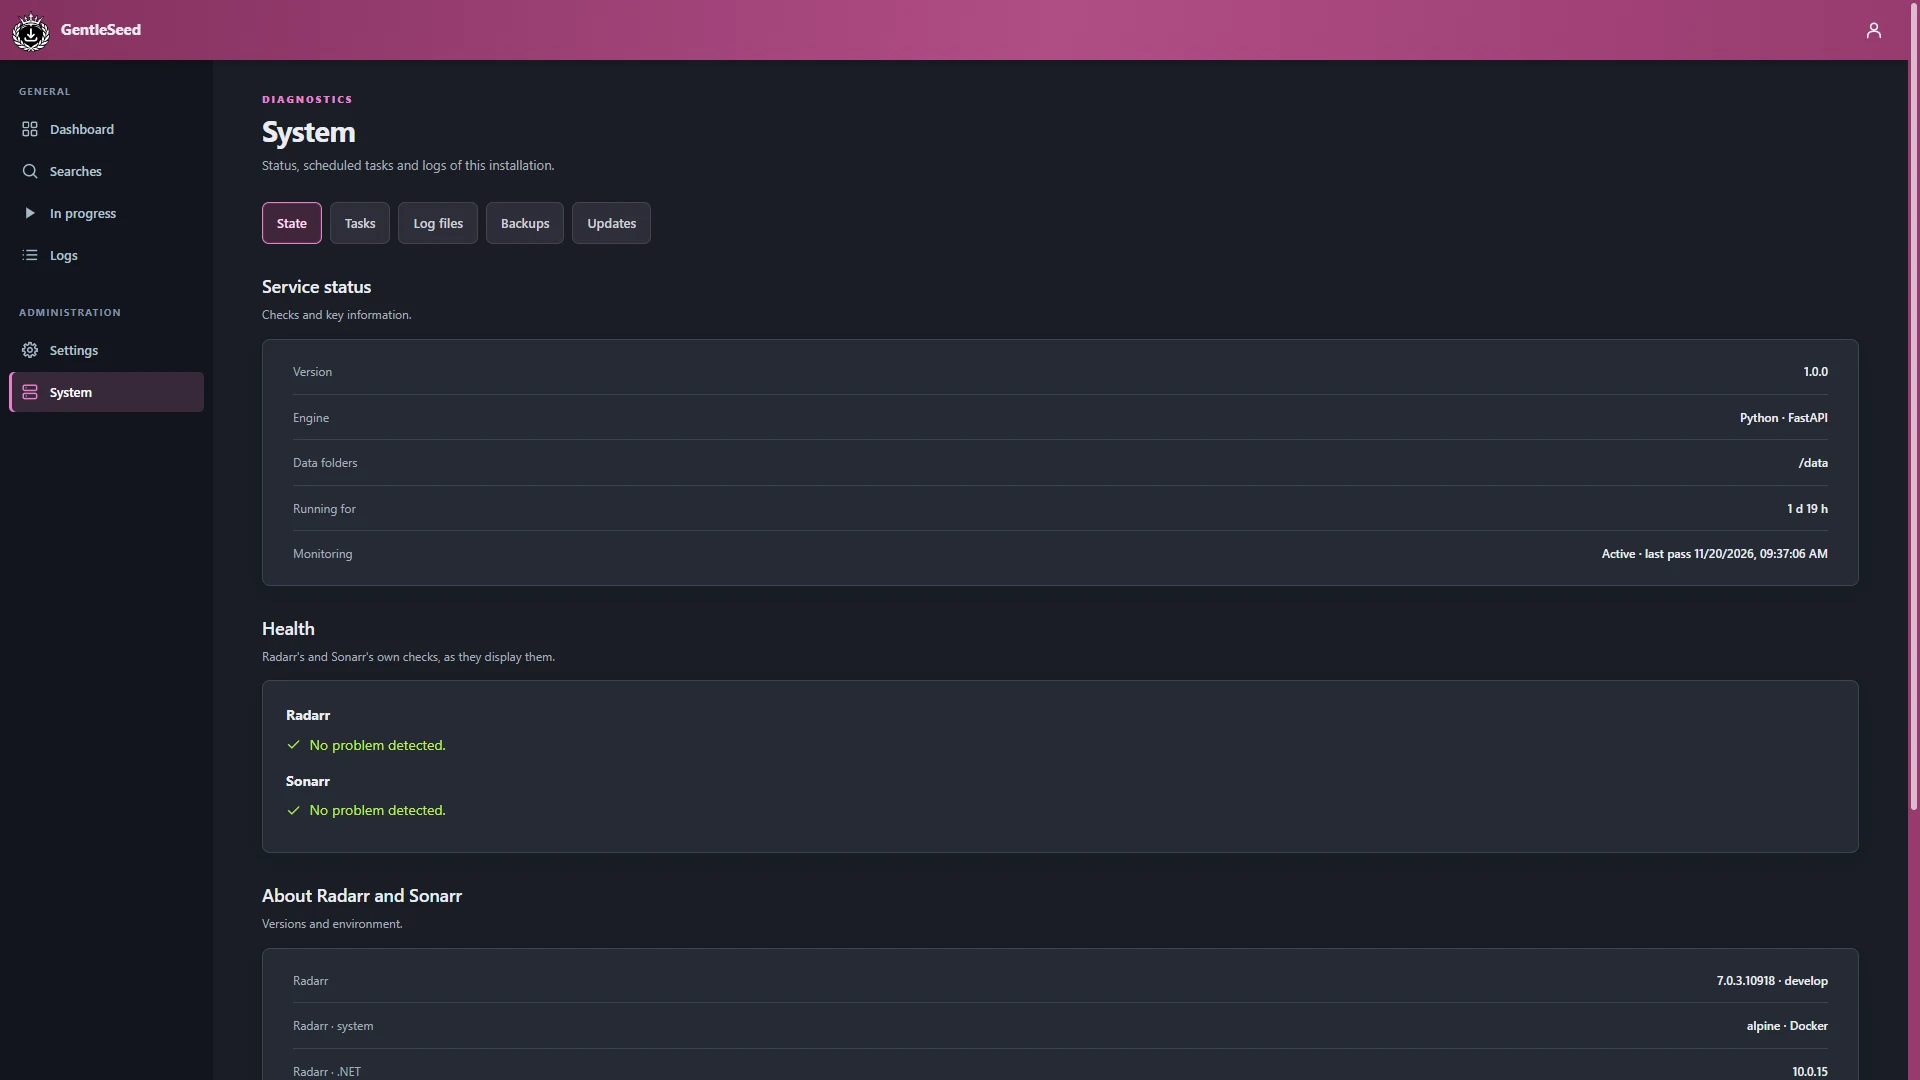 GentleSeed
GENERAL
Dashboard
Searches
In progress
Logs
ADMINISTRATION
Settings
System
DIAGNOSTICS
System
Status, scheduled tasks and logs of this installation.
State
Tasks
Log files
Backups
Updates
Service status
Checks and key information.
Version 1.0.0
Engine Python · FastAPI
Data folders /data
Running for 1 d 19 h
Monitoring Active · last pass 11/20/2026, 09:37:06 AM
Health
Radarr's and Sonarr's own checks, as they display them.
Radarr
No problem detected.
Sonarr
No problem detected.
About Radarr and Sonarr
Versions and environment.
Radarr 7.0.3.10918 · develop
Radarr · system alpine · Docker
Radarr · .NET 10.0.15